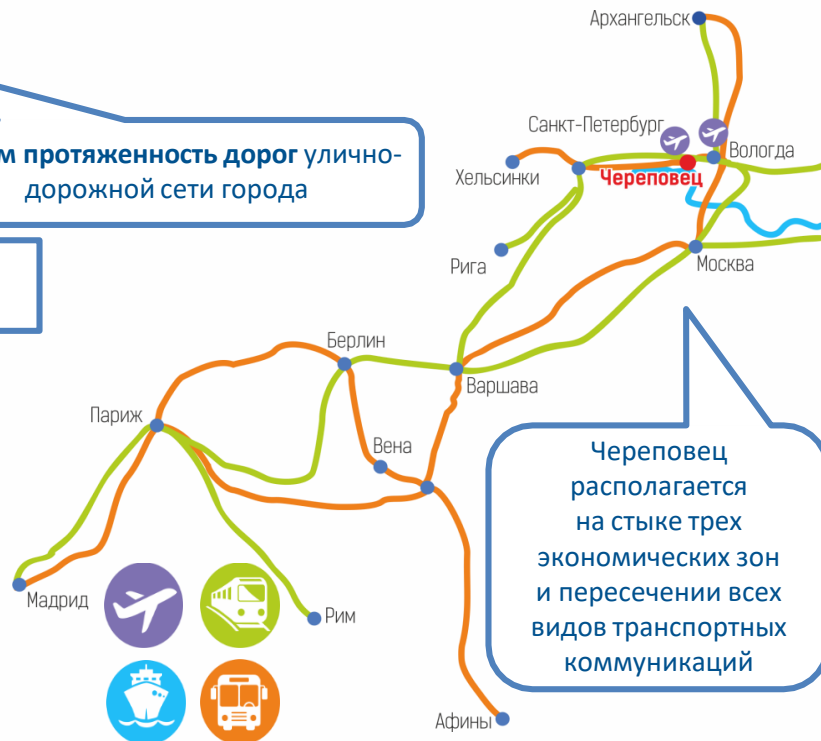 Архангельск
Санкт-Петербург
м протяженность дорог улично-
дорожной сети города
Вологда
Хельсинки
Череповец
Рига
Москва
Берлин
Варшава
Париж
Вена
Череповец
располагается
на стыке трех
экономических зон
и пересечении всех
видов транспортных
коммуникаций
Мадрид
Рим
Афины